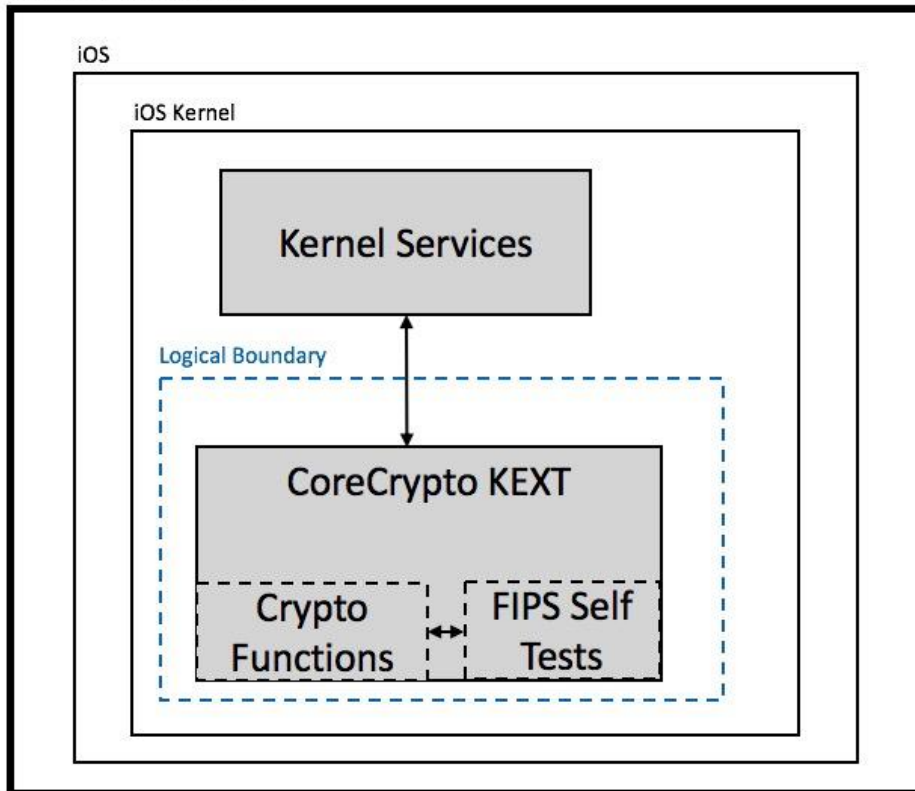 iOS
iOS Kernel
Kernel Services
Logical Boundary
CoreCrypto KEXT
Crypto
Functions
FIPS Self
Tests